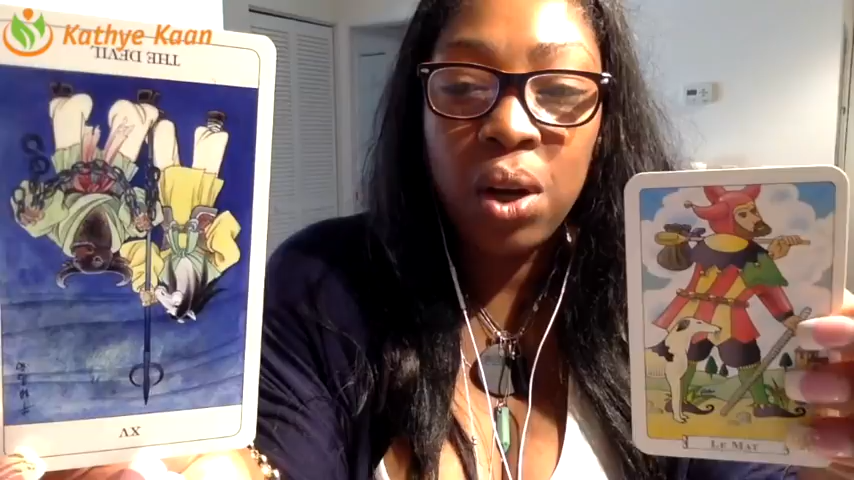 Kathye Kaan
THE DEVIL
XV
LE MAT